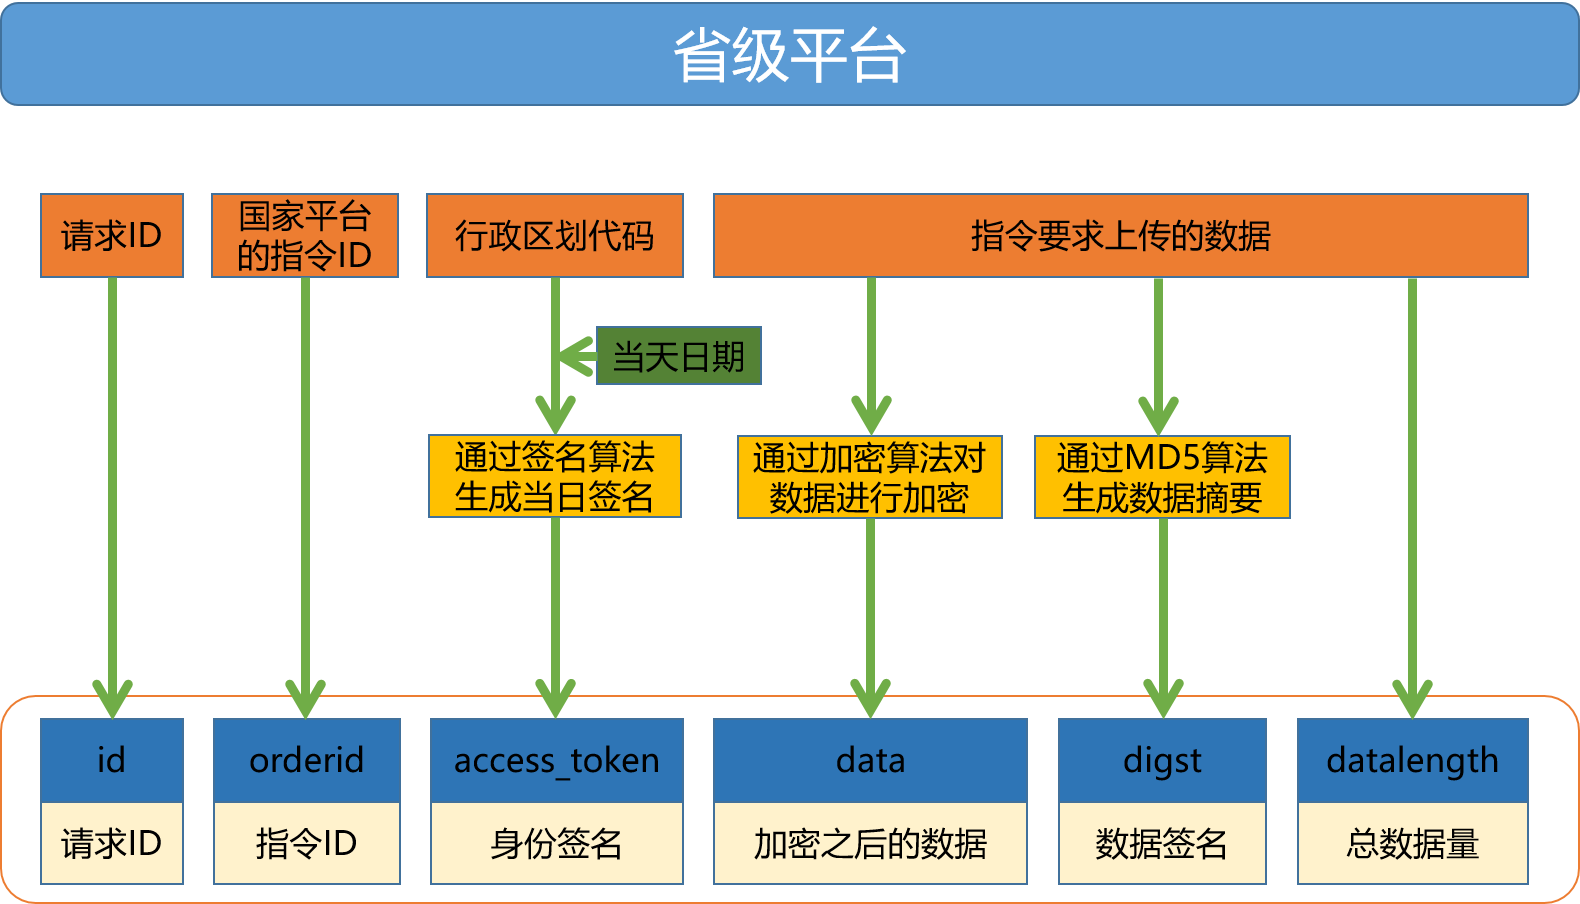 省级平台
请求ID
国家平台
的指令ID
行政区划代码
指令要求上传的数据
当天日期
通过签名算法
生成当日签名
通过加密算法对
数据进行加密
通过MD5算法
生成数据摘要
id
orderid
access_token
data
digst
datalength
请求ID
指令ID
身份签名
加密之后的数据
数据签名
总数据量